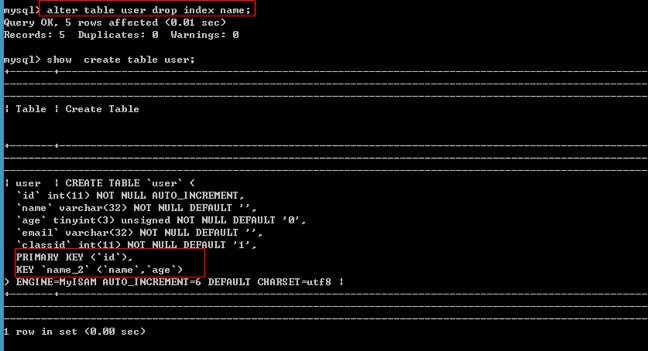 mysql> alter table user drop index name;
Query OK, 5 rows affected (0.01 sec)
Records: 5  Duplicates: 0  Warnings: 0
mysql> show  create table user;
| Table | Create Table
| user  | CREATE TABLE `user` (
`id` int(11) NOT NULL AUTO_INCREMENT,
`name` varchar(32) NOT NULL DEFAULT '',
`age` tinyint(3) unsigned NOT NULL DEFAULT '0',
`email` varchar(32) NOT NULL DEFAULT '',
`classid` int(11) NOT NULL DEFAULT '1',
PRIMARY KEY (`id`),
KEY `name_2` (`name`,`age`)
) ENGINE=MyISAM AUTO_INCREMENT=6 DEFAULT CHARSET=utf8 |
1 row in set (0.00 sec)